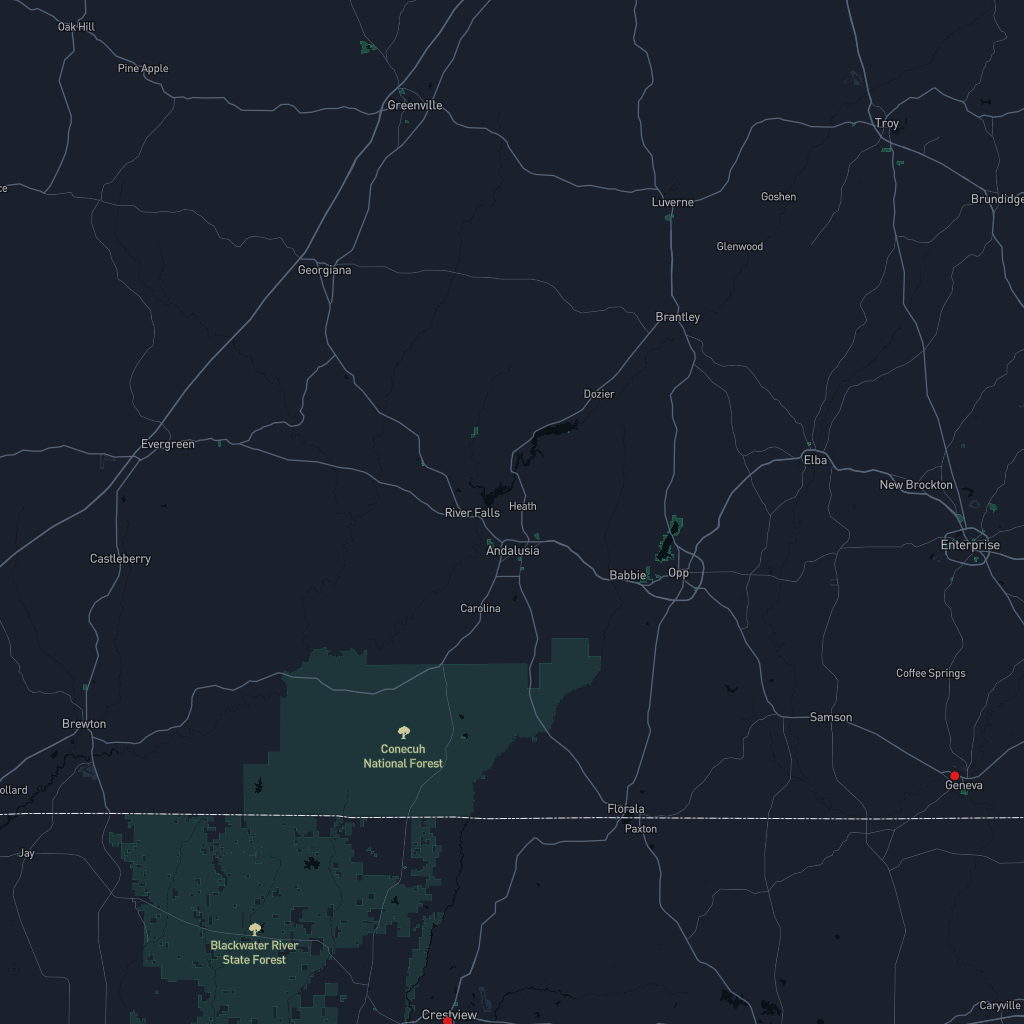 Oak Hill
Pine Apple
Greenville
Troy
ce
Luverne
Goshen
Brundidge
Glenwood
Georgiana
Brantley
Dozier
Evergreen
Elba
New Brockton
Heath
River Falls
Enterprise
Andalusia
Castleberry
Babbie
Opp
Carolina
Coffee Springs
Samson
Brewton
Conecuh
National Forest
Geneva
ollard
Florala
Paxton
Jay
Blackwater River
State Forest
Caryville
Crestview